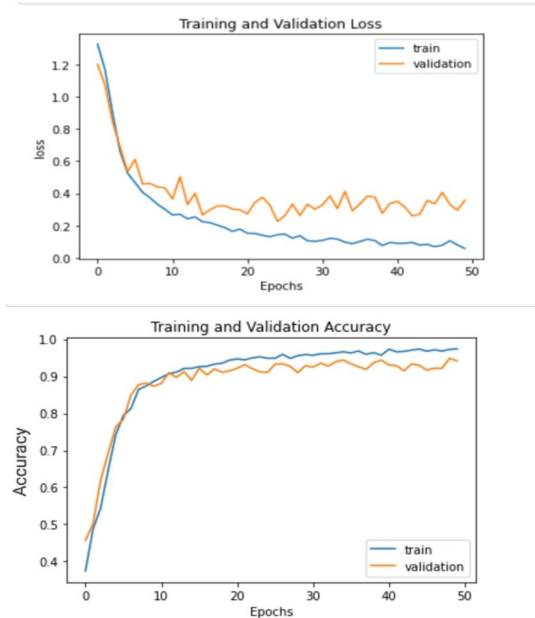 Training and Validation Loss
train
validation
1.2
1.0
0.8
0.6
0.4
0.2
0.0
loss
0 10 20 30 40 50
Epochs
Training and Validation Accuracy
1.0
0.9
0.8
0.7
0.6
0.5
0.4
Accuracy
train
validation
0 10 20 30 40 50
Epochs